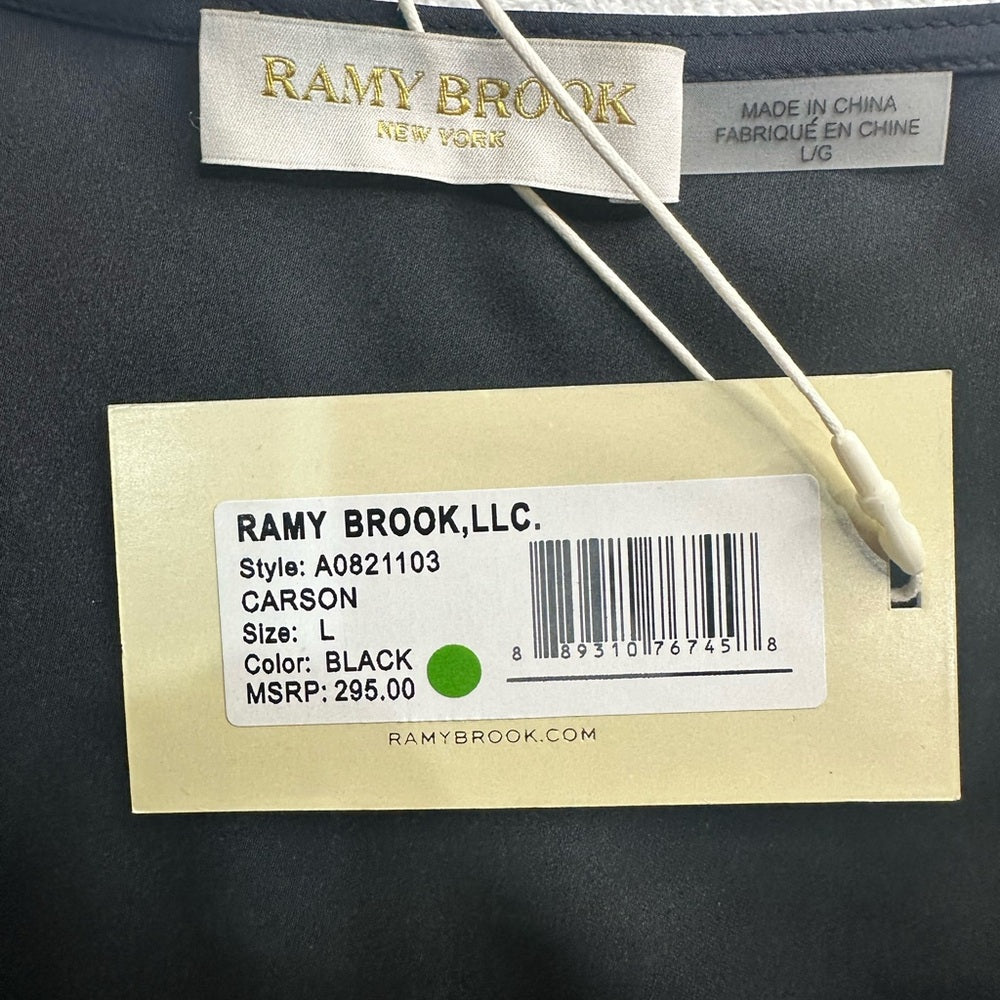 RAMY BROOK
NEW YORK
MADE IN CHINA
FABRIQUÉ EN CHINE
L/G
RAMY BROOK,LLC.
Style: A0821103
CARSON
Size: L
Color: BLACK
MSRP: 295.00
8 89310 76745 8
RAMYBROOK.COM